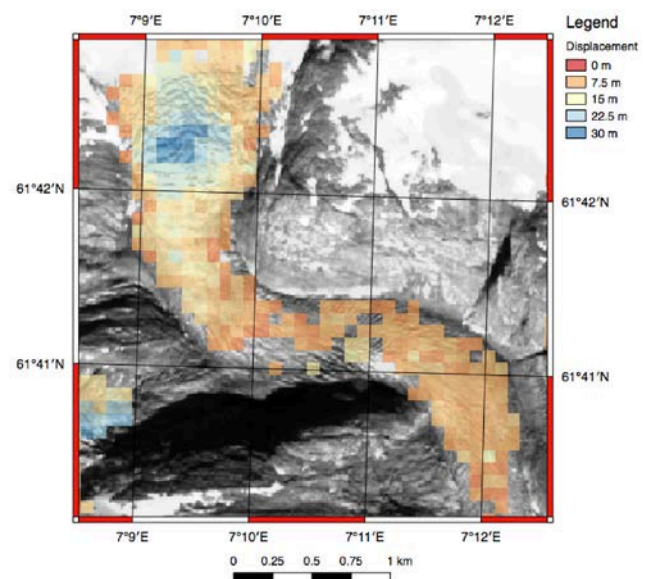 7°9′E 7°10′E 7°11′E 7°12′E
Legend
Displacement
0 m
7.5 m
15 m
22.5 m
30 m
61°42′N 61°42′N
61°41′N 61°41′N
7°9′E 7°10′E 7°11′E 7°12′E
0 0.25 0.5 0.75 1 km